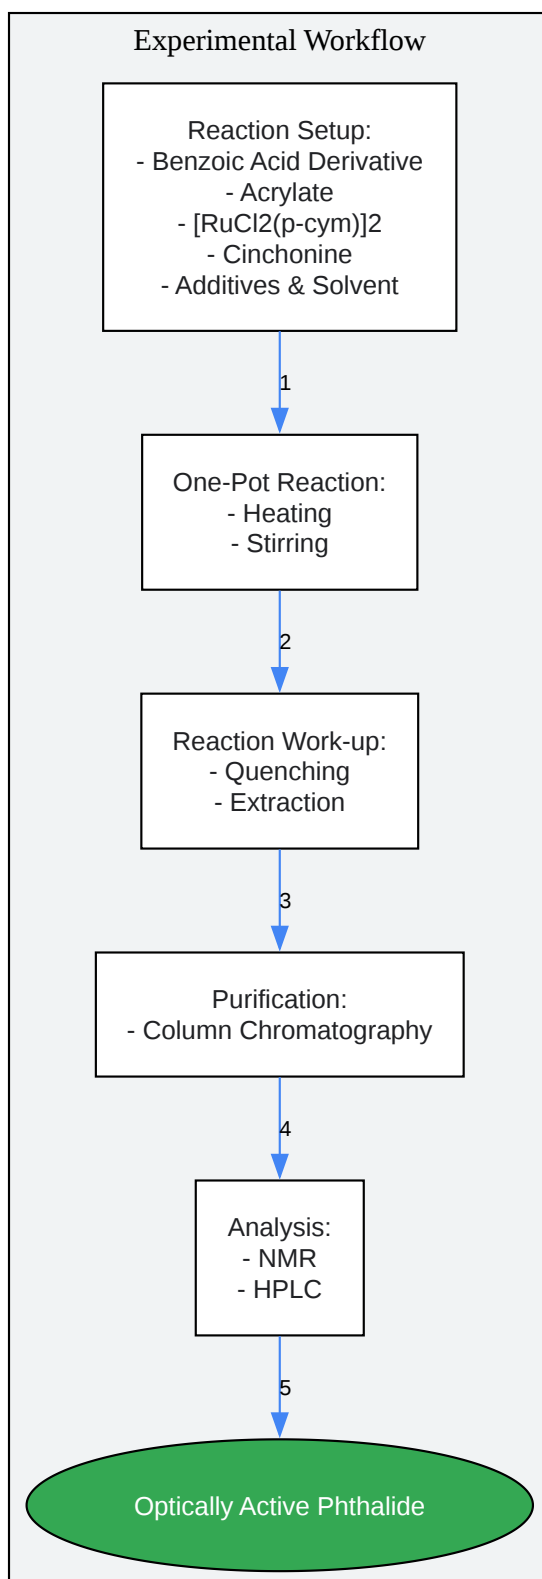 Experimental Workflow
Reaction Setup:
- Benzoic Acid Derivative
- Acrylate
- [RuCl2(p-cym)]2
- Cinchonine
- Additives & Solvent
1
One-Pot Reaction:
- Heating
- Stirring
2
Reaction Work-up:
- Quenching
- Extraction
3
Purification:
- Column Chromatography
4
Analysis:
- NMR
- HPLC
5
Optically Active Phthalide